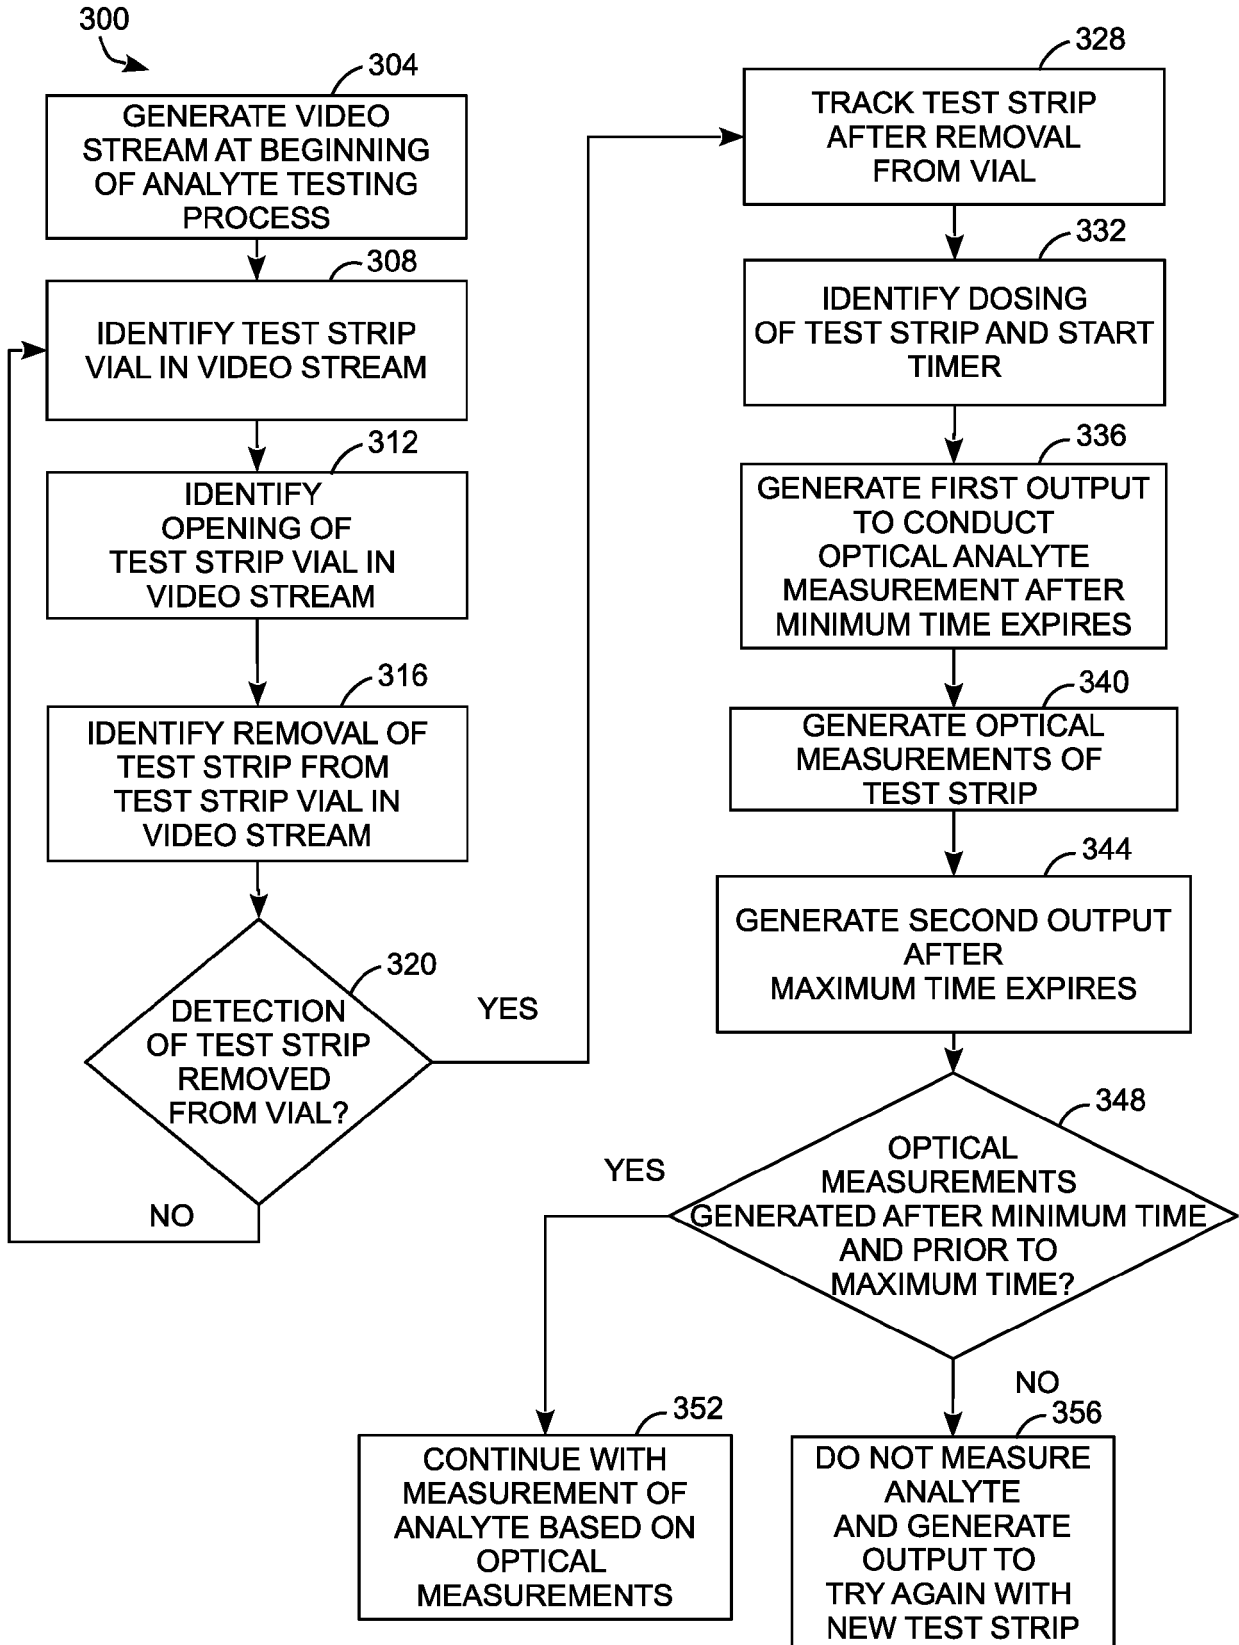 300
304
GENERATE VIDEO
STREAM AT BEGINNING
OF ANALYTE TESTING
PROCESS
308
IDENTIFY TEST STRIP
VIAL IN VIDEO STREAM
312
IDENTIFY
OPENING OF
TEST STRIP VIAL IN
VIDEO STREAM
316
IDENTIFY REMOVAL OF
TEST STRIP FROM
TEST STRIP VIAL IN
VIDEO STREAM
320
DETECTION
OF TEST STRIP
REMOVED
FROM VIAL?
YES
NO
328
TRACK TEST STRIP
AFTER REMOVAL
FROM VIAL
332
IDENTIFY DOSING
OF TEST STRIP AND START
TIMER
336
GENERATE FIRST OUTPUT
TO CONDUCT
OPTICAL ANALYTE
MEASUREMENT AFTER
MINIMUM TIME EXPIRES
340
GENERATE OPTICAL
MEASUREMENTS OF
TEST STRIP
344
GENERATE SECOND OUTPUT
AFTER
MAXIMUM TIME EXPIRES
348
OPTICAL
MEASUREMENTS
GENERATED AFTER MINIMUM TIME
AND PRIOR TO
MAXIMUM TIME?
YES
NO
352
CONTINUE WITH
MEASUREMENT OF
ANALYTE BASED ON
OPTICAL
MEASUREMENTS
356
DO NOT MEASURE
ANALYTE
AND GENERATE
OUTPUT TO
TRY AGAIN WITH
NEW TEST STRIP